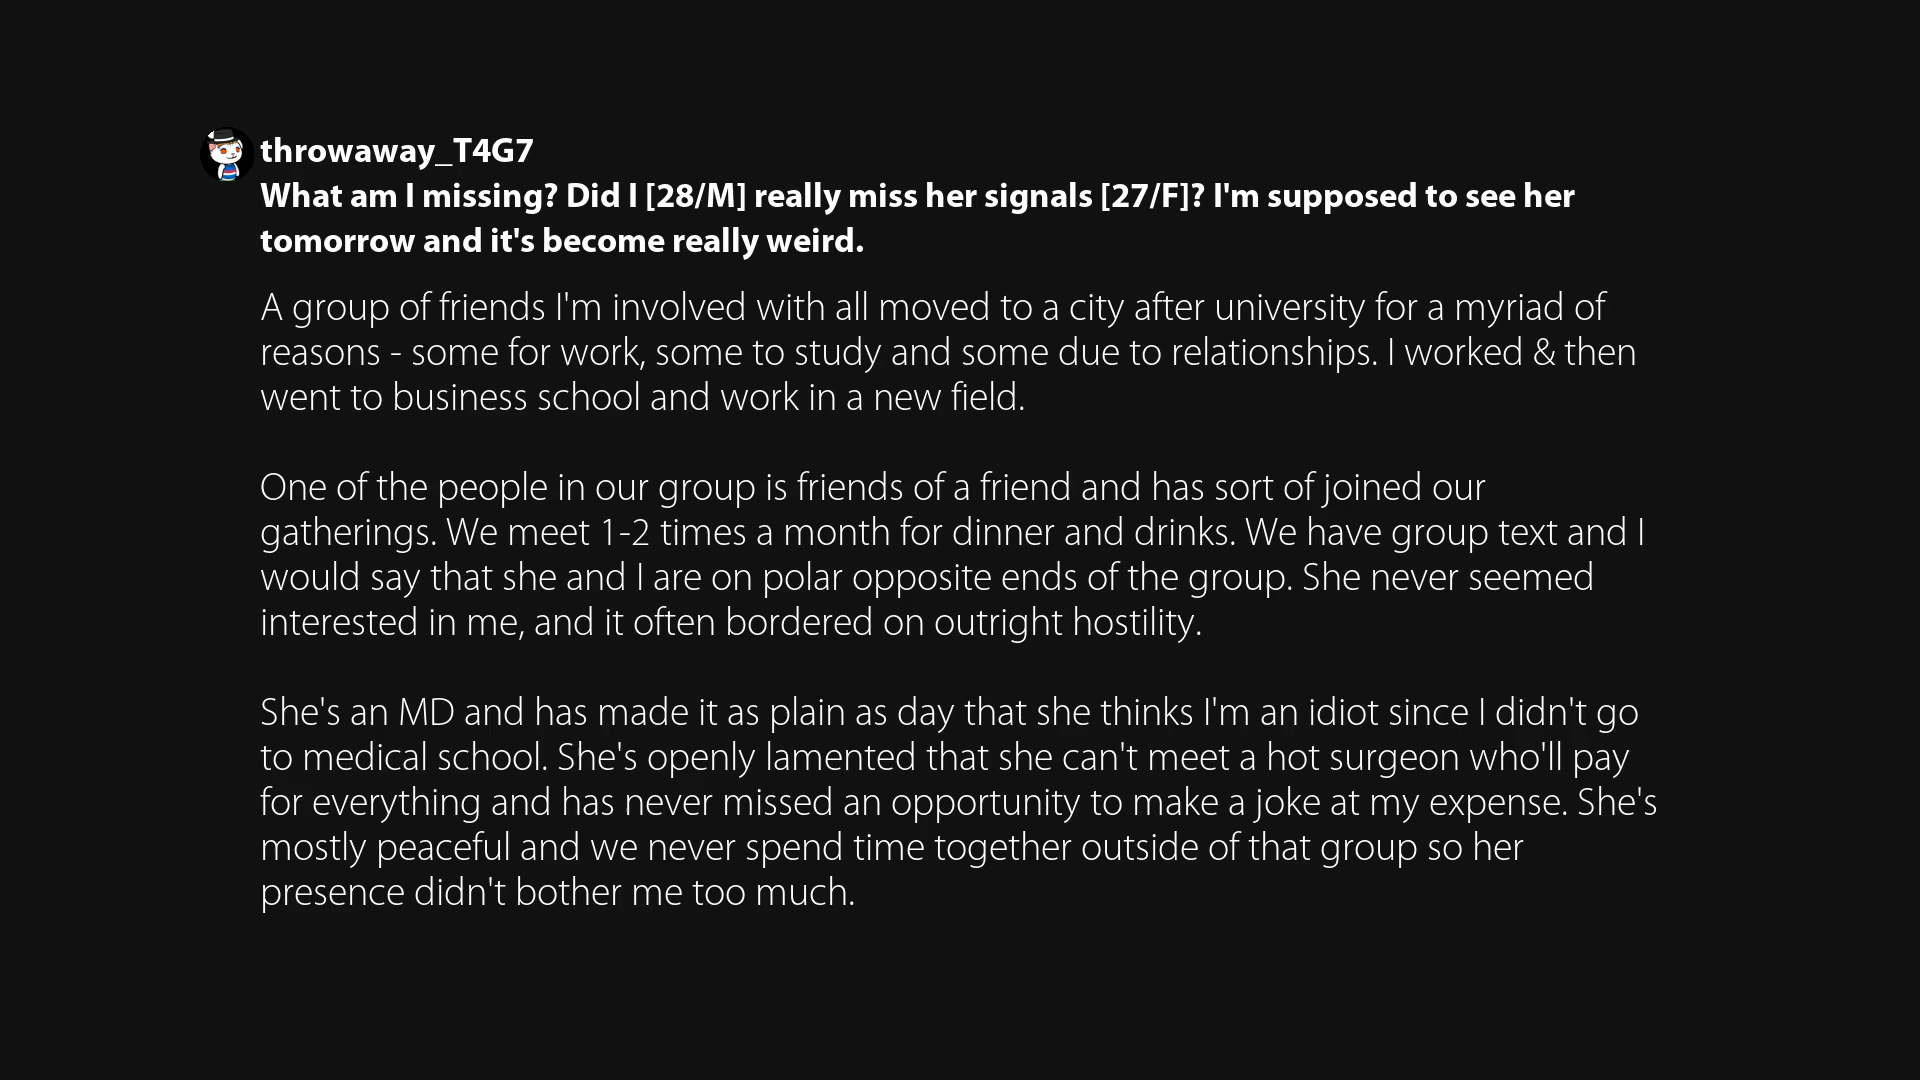 throwaway_T4G7
What am I missing? Did I [28/M] really miss her signals [27/F]? I'm supposed to see her
tomorrow and it's become really weird.
A group of friends I'm involved with all moved to a city after university for a myriad of
reasons - some for work, some to study and some due to relationships. I worked & then
went to business school and work in a new field.
One of the people in our group is friends of a friend and has sort of joined our
gatherings. We meet 1-2 times a month for dinner and drinks. We have group text and I
would say that she and I are on polar opposite ends of the group. She never seemed
interested in me, and it often bordered on outright hostility.
She's an MD and has made it as plain as day that she thinks I'm an idiot since I didn't go
to medical school. She's openly lamented that she can't meet a hot surgeon who'll pay
for everything and has never missed an opportunity to make a joke at my expense. She's
mostly peaceful and we never spend time together outside of that group so her
presence didn't bother me too much.